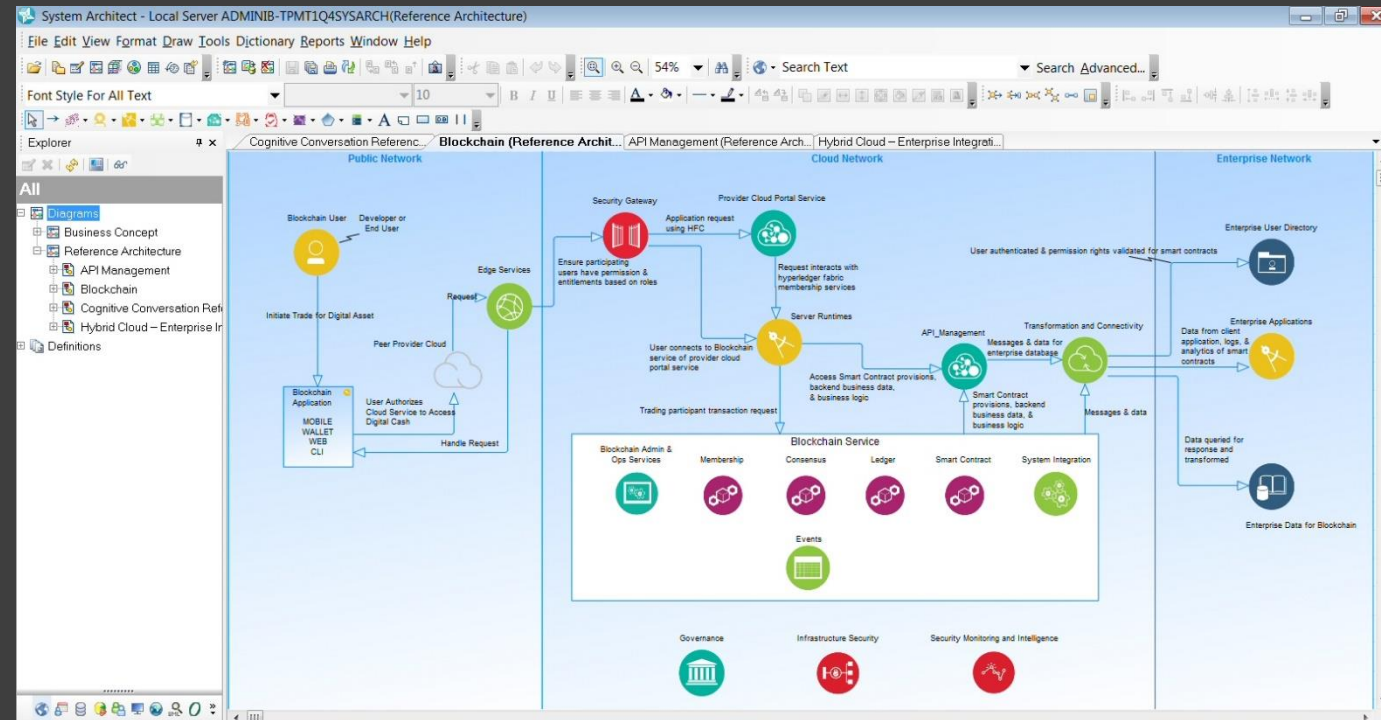 System Architect - Local Server ADMINIB-TPMT1Q4SYSARCH(Reference Architecture)
File Edit View Format Draw Tools Dictionary Reports Window Help
54%
Search Text
Search Advanced...
Font Style For All Text
10
B I U
Explorer
Cognitive Conversation Referenc...
Blockchain (Reference Archit...
API Management (Reference Arch...
Hybrid Cloud – Enterprise Integrati...
All
Diagrams
Business Concept
Reference Architecture
API Management
Blockchain
Cognitive Conversation Ref
Hybrid Cloud – Enterprise Ir
Definitions
Public Network
Cloud Network
Enterprise Network
Blockchain User
Developer or
End User
Initiate Trade for Digital Asset
Blockchain
Application
MOBILE
WALLET
WEB
CLI
Peer Provider Cloud
User Authorizes
Cloud Service to Access
Digital Cash
Request
Handle Request
Edge Services
Security Gateway
Ensure participating
users have permission &
entitlements based on roles
Application request
using HFC
Provider Cloud Portal Service
Request interacts with
hyperledger fabric
membership services
Server Runtimes
User connects to Blockchain
service of provider cloud
portal service
Access Smart Contract provisions,
backend business data,
& business logic
Trading participant transaction request
API_Management
Messages & data for
enterprise database
Smart Contract
provisions, backend
business data, &
business logic
Transformation and Connectivity
Messages & data
User authenticated & permission rights validated for smart contracts
Enterprise User Directory
Data from client
application, logs, &
analytics of smart
contracts
Enterprise Applications
Data queried for
response and
transformed
Enterprise Data for Blockchain
Blockchain Service
Blockchain Admin &
Ops Services
Membership
Consensus
Ledger
Smart Contract
System Integration
Events
Governance
Infrastructure Security
Security Monitoring and Intelligence